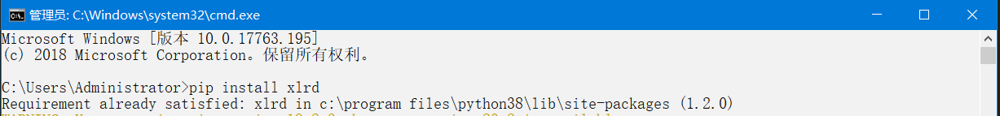 管理员: C:\Windows\system32\cmd.exe
Microsoft Windows [版本 10.0.17763.195]
(c) 2018 Microsoft Corporation。保留所有权利。
C:\Users\Administrator>pip install xlrd
Requirement already satisfied: xlrd in c:\program files\python38\lib\site-packages (1.2.0)